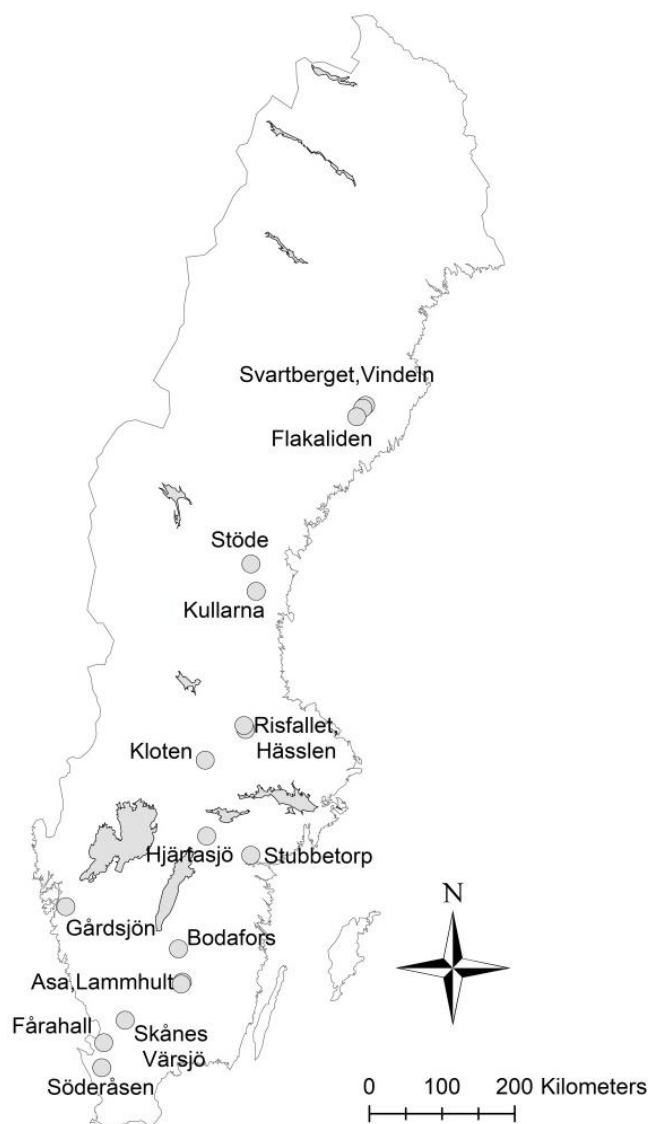 Svartberget,Vindeln
Flakaliden
Stöde
Kullarna
Risfallet,
Hässlen
Kloten
Hjärtasjö
Stubbetorp
Gårdsjön
Bodafors
N
Asa,Lammhult
Fårahall
Skånes
Värsjö
Söderåsen
0 100 200 Kilometers